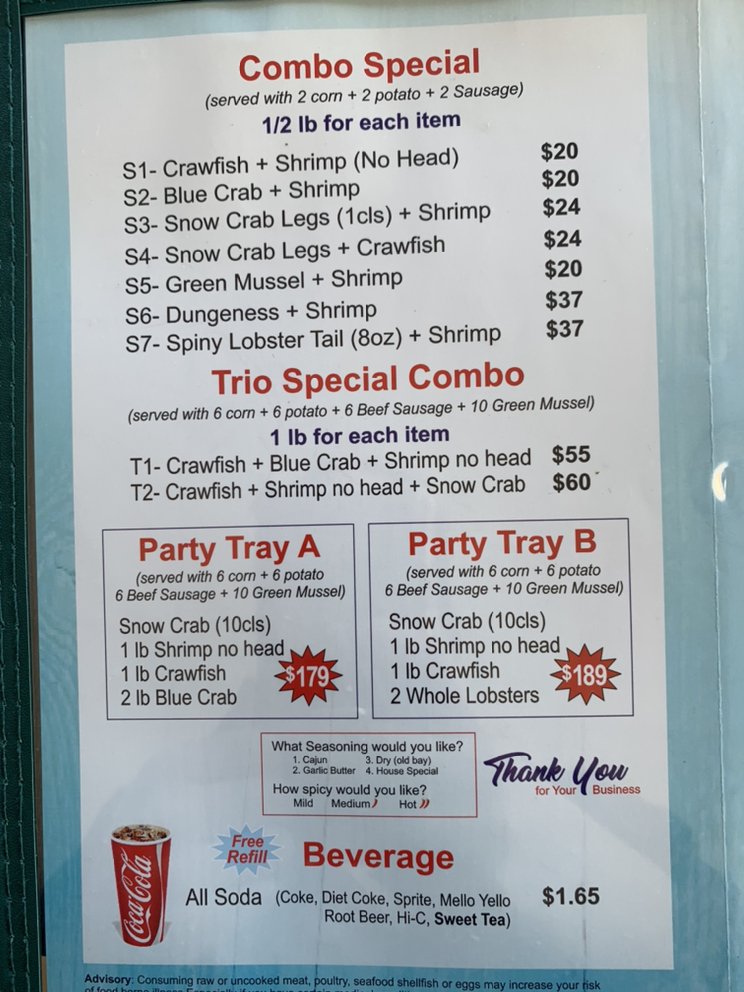 Combo Special
(served with 2 corn + 2 potato + 2 Sausage)
1/2 lb for each item
S1- Crawfish + Shrimp (No Head) $20
S2- Blue Crab + Shrimp $20
S3- Snow Crab Legs (1cls) + Shrimp $24
S4- Snow Crab Legs + Crawfish $24
S5- Green Mussel + Shrimp $20
S6- Dungeness + Shrimp $37
S7- Spiny Lobster Tail (8oz) + Shrimp $37
Trio Special Combo
(served with 6 corn + 6 potato + 6 Beef Sausage + 10 Green Mussel)
1 lb for each item
T1- Crawfish + Blue Crab + Shrimp no head $55
T2- Crawfish + Shrimp no head + Snow Crab $60
Party Tray A
(served with 6 corn + 6 potato
6 Beef Sausage + 10 Green Mussel)
Snow Crab (10cls)
1 lb Shrimp no head
1 lb Crawfish
2 lb Blue Crab
$179
Party Tray B
(served with 6 corn + 6 potato
6 Beef Sausage + 10 Green Mussel)
Snow Crab (10cls)
1 lb Shrimp no head
1 lb Crawfish
2 Whole Lobsters
$189
What Seasoning would you like?
1. Cajun 3. Dry (old bay)
2. Garlic Butter 4. House Special
How spicy would you like?
Mild Medium Hot
Thank You
for Your Business
Coca-Cola
Free
Refill
Beverage
All Soda (Coke, Diet Coke, Sprite, Mello Yello $1.65
Root Beer, Hi-C, Sweet Tea)
Advisory: Consuming raw or uncooked meat, poultry, seafood shellfish or eggs may increase your risk